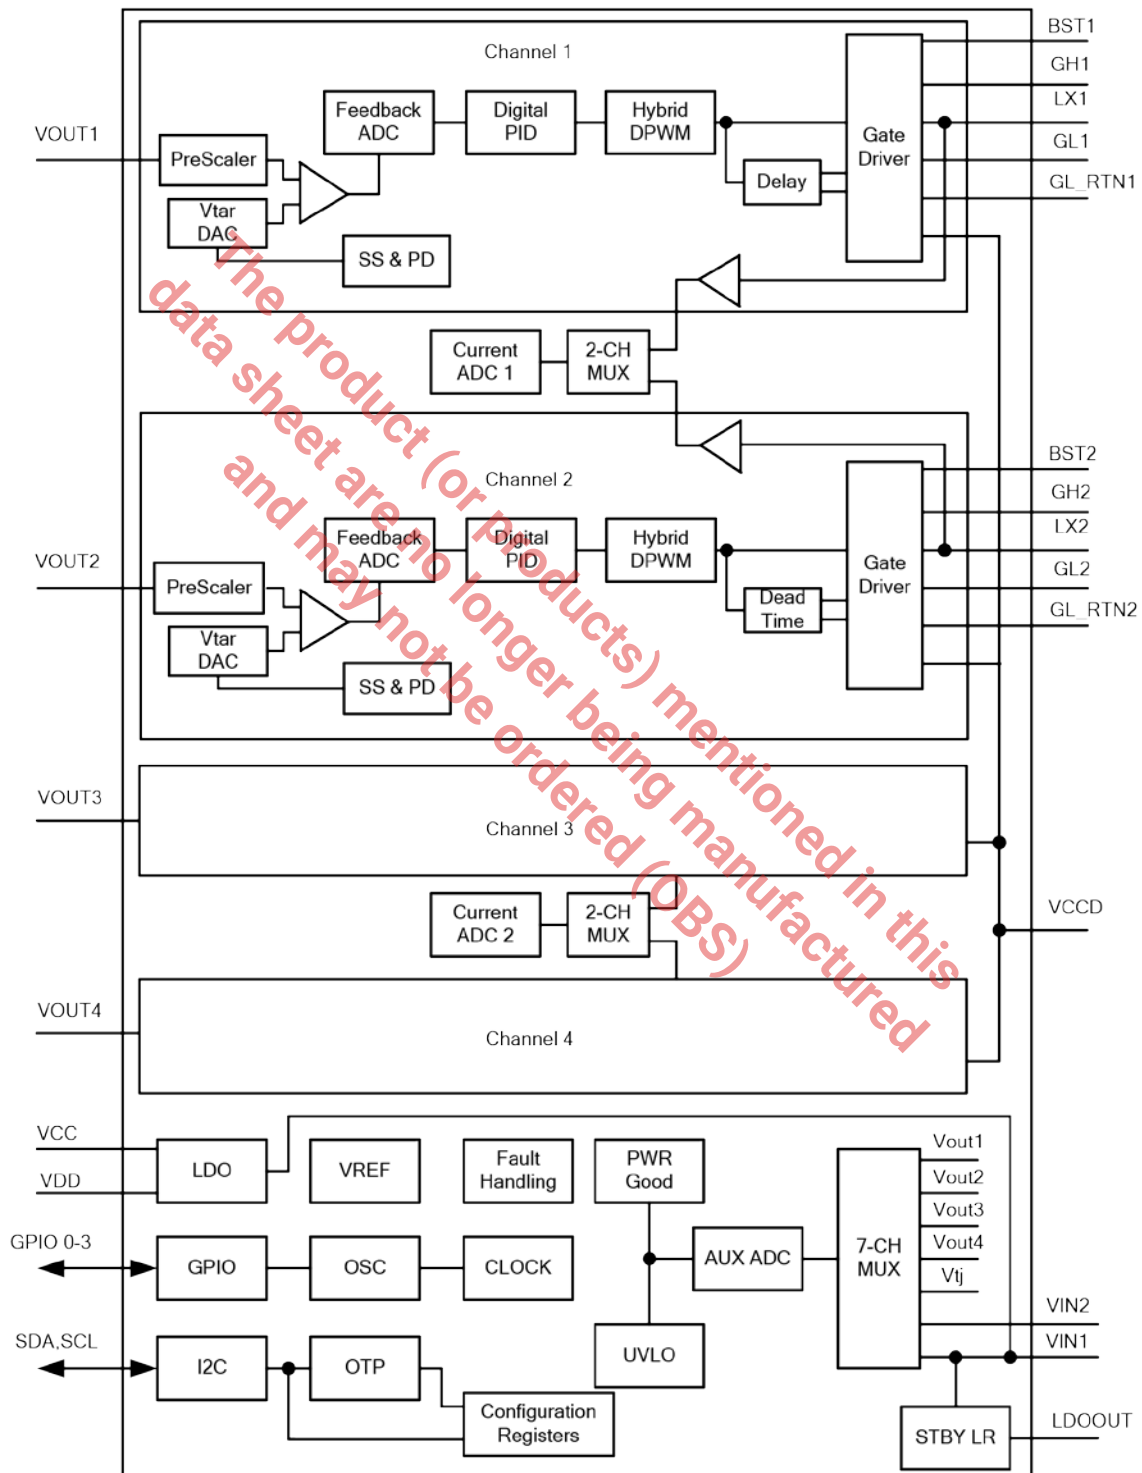 BST1
Channel 1
GH1
LX1
Feedback
ADC
Digital
PID
Hybrid
DPWM
VOUT1
Gate
Driver
GL1
PreScaler
Delay
GL_RTN1
Vtar
DAC
SS & PD
Current
ADC 1
2-CH
MUX
BST2
Channel 2
GH2
LX2
Feedback
ADC
Digital
PID
Hybrid
DPWM
VOUT2
Gate
Driver
GL2
PreScaler
Dead
Time
GL_RTN2
Vtar
DAC
SS & PD
VOUT3
Channel 3
Current
ADC 2
2-CH
MUX
VCCD
VOUT4
Channel 4
VCC
VDD
LDO
VREF
Fault
Handling
PWR
Good
Vout1
Vout2
Vout3
Vout4
Vtj
GPIO 0-3
GPIO
OSC
CLOCK
AUX ADC
7-CH
MUX
VIN2
VIN1
SDA,SCL
I2C
OTP
UVLO
Configuration
Registers
STBY LR
LDOOUT
The product (or products) mentioned in this
data sheet are no longer being manufactured
and may not be ordered (OBS)